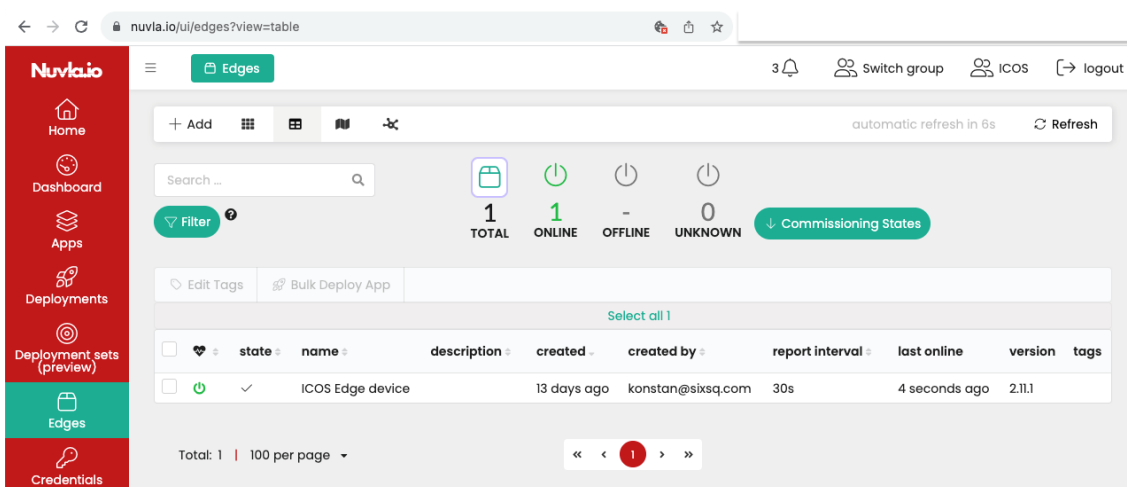 nuvla.io/ui/edges?view=table
Nuvla.io
Edges
3
Switch group
ICOS
logout
Home
Dashboard
Apps
Deployments
Deployment sets
(preview)
Edges
Credentials
Add
automatic refresh in 6s
Refresh
Search ...
Filter
?
1
TOTAL
1
ONLINE
-
OFFLINE
0
UNKNOWN
Commissioning States
Edit Tags
Bulk Deploy App
Select all 1
state name description created created by report interval last online version tags
ICOS Edge device 13 days ago konstan@sixsq.com 30s 4 seconds ago 2.11.1
Total: 1 | 100 per page « ‹ 1 › »